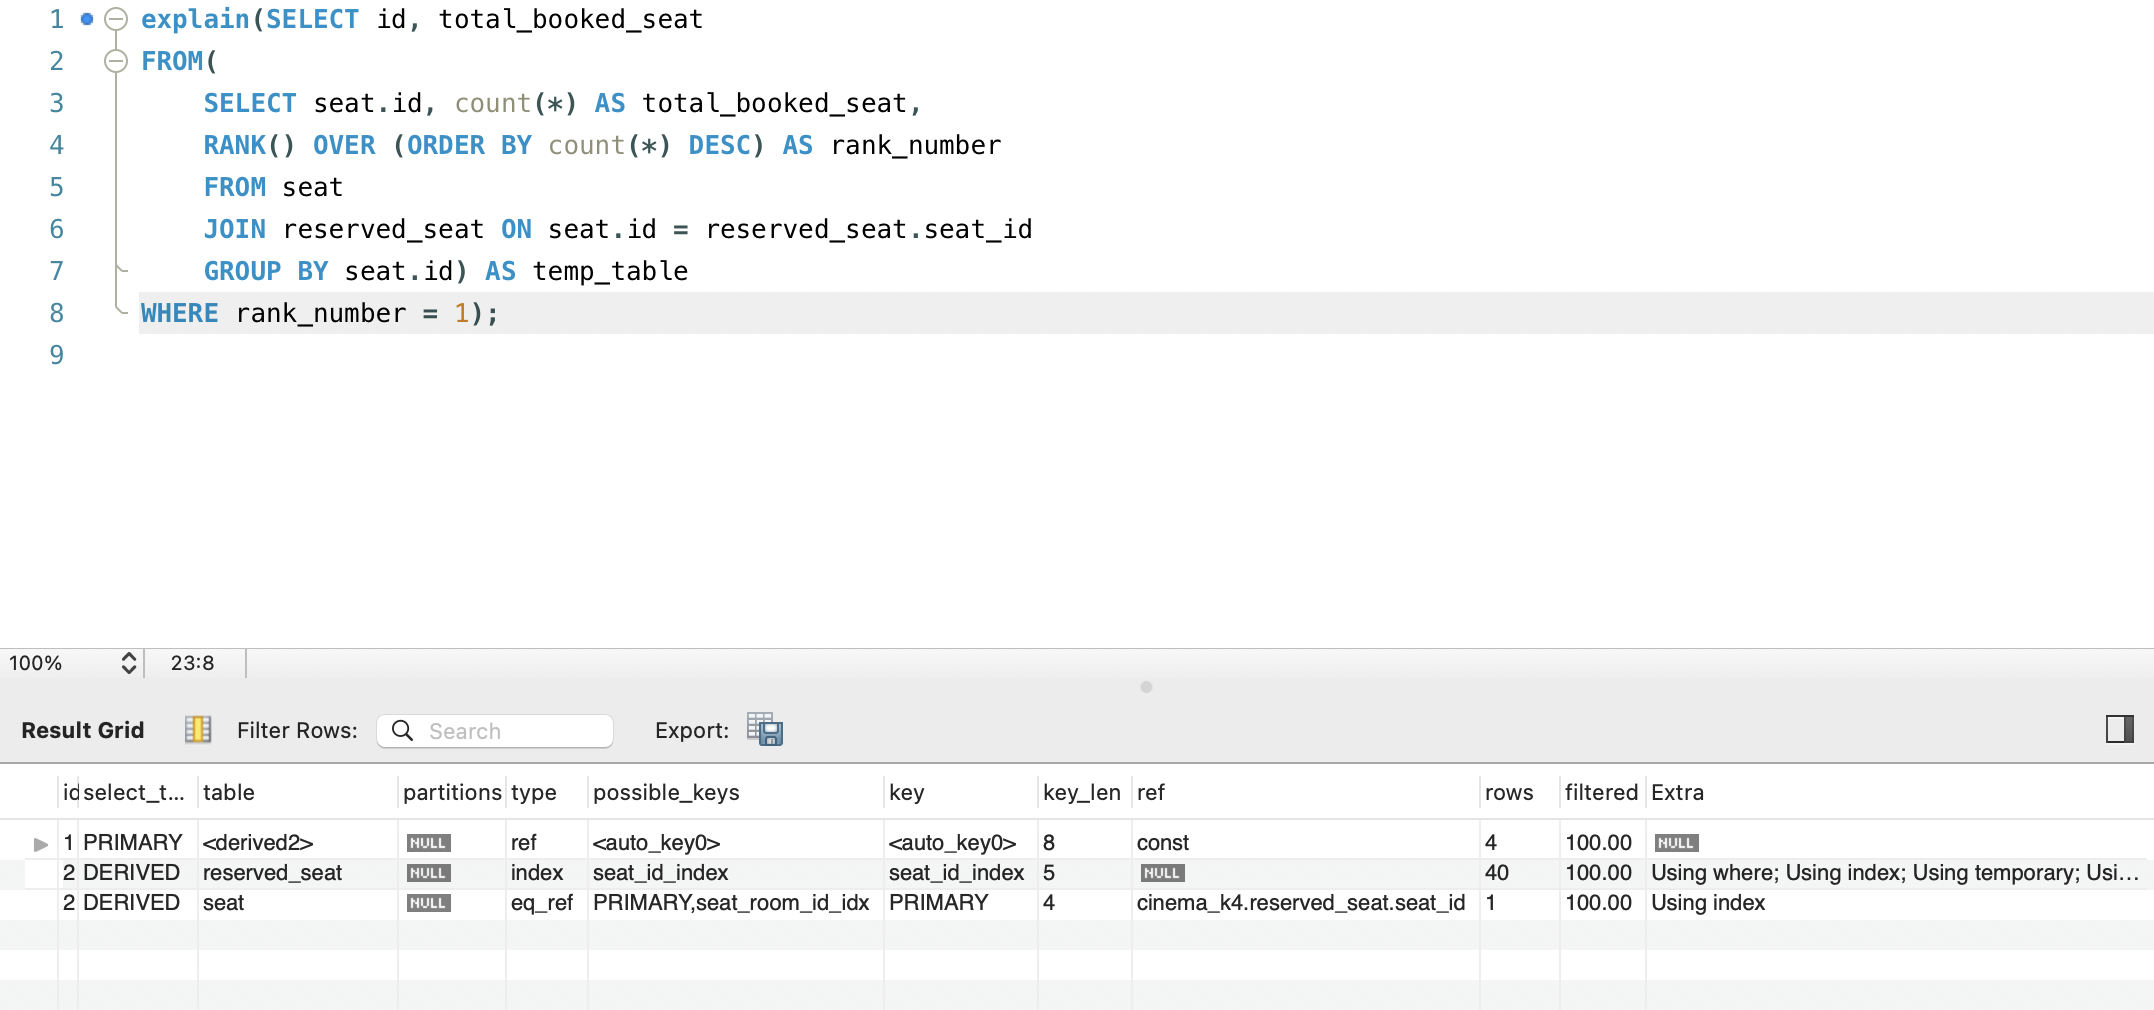 1 explain(SELECT id, total_booked_seat
2 FROM(
3 SELECT seat.id, count(*) AS total_booked_seat,
4 RANK() OVER (ORDER BY count(*) DESC) AS rank_number
5 FROM seat
6 JOIN reserved_seat ON seat.id = reserved_seat.seat_id
7 GROUP BY seat.id) AS temp_table
8 WHERE rank_number = 1);
9
100% 23:8
Result Grid Filter Rows: Search Export:
id select_t... table partitions type possible_keys key key_len ref rows filtered Extra
1 PRIMARY <derived2> NULL ref <auto_key0> <auto_key0> 8 const 4 100.00 NULL
2 DERIVED reserved_seat NULL index seat_id_index seat_id_index 5 NULL 40 100.00 Using where; Using index; Using temporary; Usi...
2 DERIVED seat NULL eq_ref PRIMARY,seat_room_id_idx PRIMARY 4 cinema_k4.reserved_seat.seat_id 1 100.00 Using index